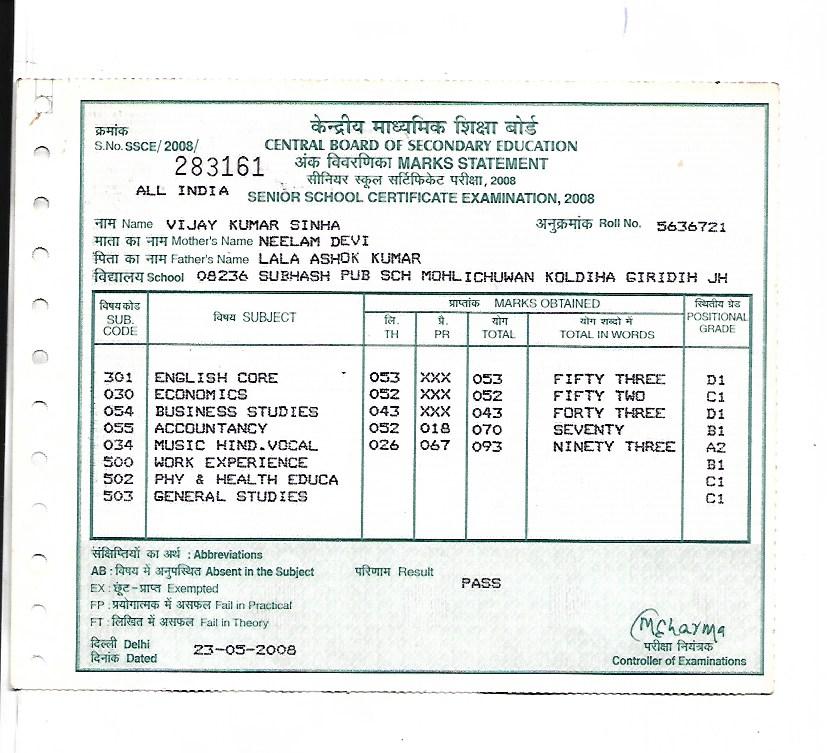 क्रमांक
केन्द्रीय माध्यमिक शिक्षा बोर्ड
S.No. SSCE/2008/
CENTRAL BOARD OF SECONDARY EDUCATION
283161
अंक विवरणिका MARKS STATEMENT
ALL INDIA
सीनियर स्कूल सर्टिफिकेट परीक्षा, 2008
SENIOR SCHOOL CERTIFICATE EXAMINATION, 2008
नाम Name VIJAY KUMAR SINHA अनुक्रमांक Roll No. 5636721
माता का नाम Mother's Name NEELAM DEVI
पिता का नाम Father's Name LALA ASHOK KUMAR
विद्यालय School 08236 SUBHASH PUB SCH MOHLICHUWAN KOLDIHA GIRIDIH JH
विषय कोड SUB. CODE विषय SUBJECT प्राप्तांक MARKS OBTAINED स्थितीय ग्रेड POSITIONAL GRADE
लि. TH प्रै. PR योग TOTAL योग शब्दो में TOTAL IN WORDS
301 ENGLISH CORE 053 XXX 053 FIFTY THREE D1
030 ECONOMICS 052 XXX 052 FIFTY TWO C1
054 BUSINESS STUDIES 043 XXX 043 FORTY THREE D1
055 ACCOUNTANCY 052 018 070 SEVENTY B1
034 MUSIC HIND.VOCAL 026 067 093 NINETY THREE A2
500 WORK EXPERIENCE B1
502 PHY & HEALTH EDUCA C1
503 GENERAL STUDIES C1
संक्षिप्तियों का अर्थ : Abbreviations
AB : विषय में अनुपस्थित Absent in the Subject परिणाम Result PASS
EX : छूट-प्राप्त Exempted
FP : प्रयोगात्मक में असफल Fail in Practical
FT : लिखित में असफल Fail in Theory
MSharma
दिल्ली Delhi
दिनांक Dated 23-05-2008
परीक्षा नियंत्रक
Controller of Examinations